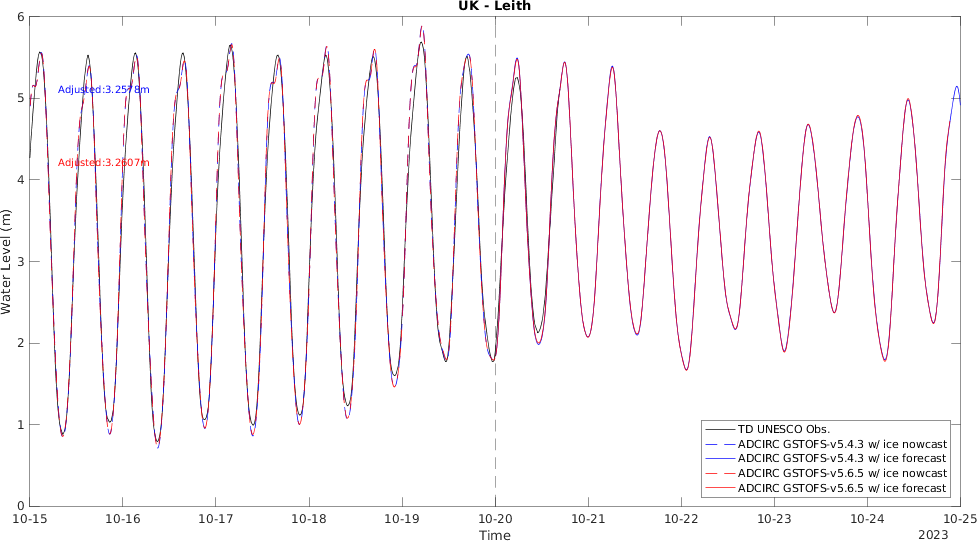 UK - Leith
6
5
4
3
2
1
0
Water Level (m)
Adjusted:3.2578m
Adjusted:3.2607m
TD UNESCO Obs.
ADCIRC GSTOFS-v5.4.3 w/ ice nowcast
ADCIRC GSTOFS-v5.4.3 w/ ice forecast
ADCIRC GSTOFS-v5.6.5 w/ ice nowcast
ADCIRC GSTOFS-v5.6.5 w/ ice forecast
10-15 10-16 10-17 10-18 10-19 10-20 10-21 10-22 10-23 10-24 10-25
Time
2023